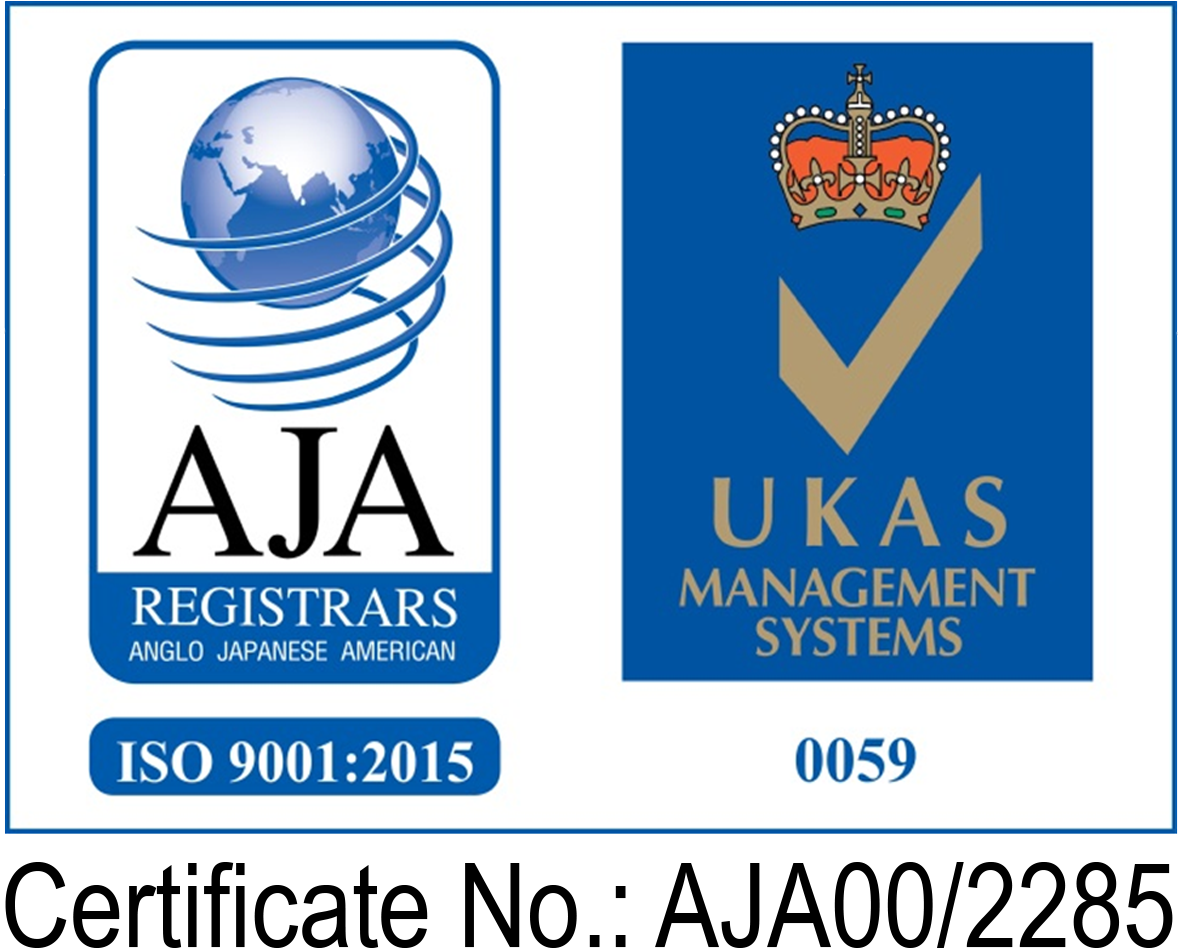 AJA
REGISTRARS
ANGLO JAPANESE AMERICAN
ISO 9001:2015
UKAS
MANAGEMENT
SYSTEMS
0059
Certificate No.: AJA00/2285